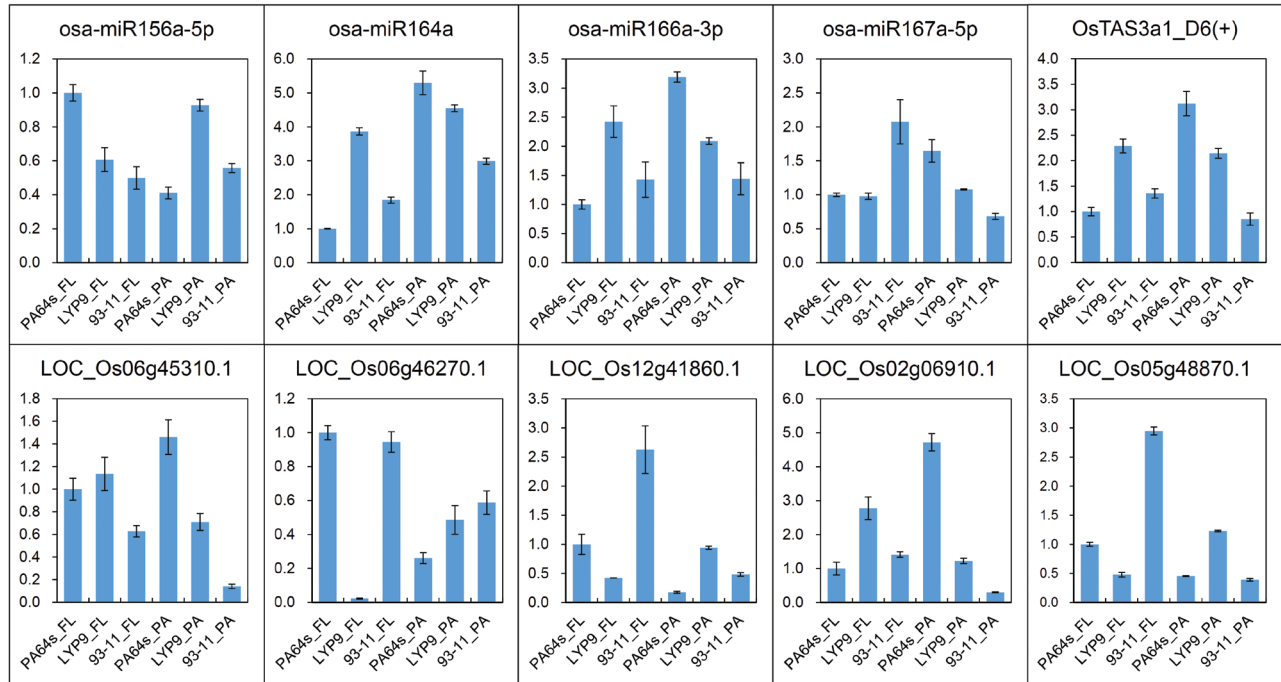 osa-miR156a-5p
1.2
1.0
0.8
0.6
0.4
0.2
0.0
PA64s_FL
LYP9_FL
93-11_FL
PA64s_PA
LYP9_PA
93-11_PA
osa-miR164a
6.0
5.0
4.0
3.0
2.0
1.0
0.0
PA64s_FL
LYP9_FL
93-11_FL
PA64s_PA
LYP9_PA
93-11_PA
osa-miR166a-3p
3.5
3.0
2.5
2.0
1.5
1.0
0.5
0.0
PA64s_FL
LYP9_FL
93-11_FL
PA64s_PA
LYP9_PA
93-11_PA
osa-miR167a-5p
3.0
2.5
2.0
1.5
1.0
0.5
0.0
PA64s_FL
LYP9_FL
93-11_FL
PA64s_PA
LYP9_PA
93-11_PA
OsTAS3a1_D6(+)
4.0
3.5
3.0
2.5
2.0
1.5
1.0
0.5
0.0
PA64s_FL
LYP9_FL
93-11_FL
PA64s_PA
LYP9_PA
93-11_PA
LOC_Os06g45310.1
1.8
1.6
1.4
1.2
1.0
0.8
0.6
0.4
0.2
0.0
PA64s_FL
LYP9_FL
93-11_FL
PA64s_PA
LYP9_PA
93-11_PA
LOC_Os06g46270.1
1.2
1.0
0.8
0.6
0.4
0.2
0.0
PA64s_FL
LYP9_FL
93-11_FL
PA64s_PA
LYP9_PA
93-11_PA
LOC_Os12g41860.1
3.5
3.0
2.5
2.0
1.5
1.0
0.5
0.0
PA64s_FL
LYP9_FL
93-11_FL
PA64s_PA
LYP9_PA
93-11_PA
LOC_Os02g06910.1
6.0
5.0
4.0
3.0
2.0
1.0
0.0
PA64s_FL
LYP9_FL
93-11_FL
PA64s_PA
LYP9_PA
93-11_PA
LOC_Os05g48870.1
3.5
3.0
2.5
2.0
1.5
1.0
0.5
0.0
PA64s_FL
LYP9_FL
93-11_FL
PA64s_PA
LYP9_PA
93-11_PA